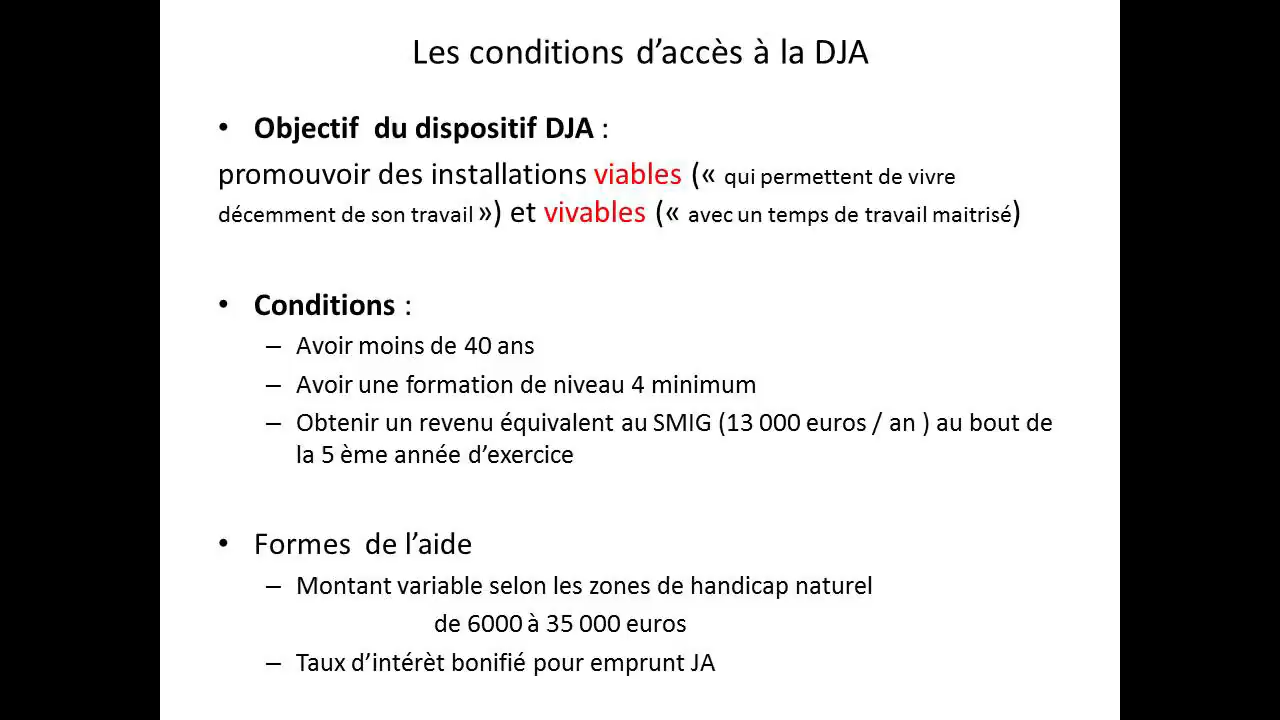 Les conditions d’accès à la DJA
• Objectif du dispositif DJA :
promouvoir des installations viables (« qui permettent de vivre
décemment de son travail ») et vivables (« avec un temps de travail maitrisé)
• Conditions :
– Avoir moins de 40 ans
– Avoir une formation de niveau 4 minimum
– Obtenir un revenu équivalent au SMIG (13 000 euros / an ) au bout de
la 5 ème année d’exercice
• Formes de l’aide
– Montant variable selon les zones de handicap naturel
de 6000 à 35 000 euros
– Taux d’intérèt bonifié pour emprunt JA